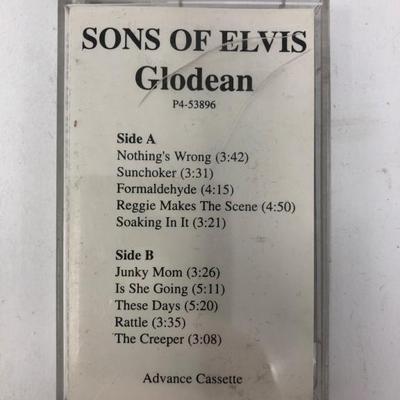 SONS OF ELVIS
Glodean
P4-53896
Side A
Nothing's Wrong (3:42)
Sunchoker (3:31)
Formaldehyde (4:15)
Reggie Makes The Scene (4:50)
Soaking In It (3:21)
Side B
Junky Mom (3:26)
Is She Going (5:11)
These Days (5:20)
Rattle (3:35)
The Creeper (3:08)
Advance Cassette